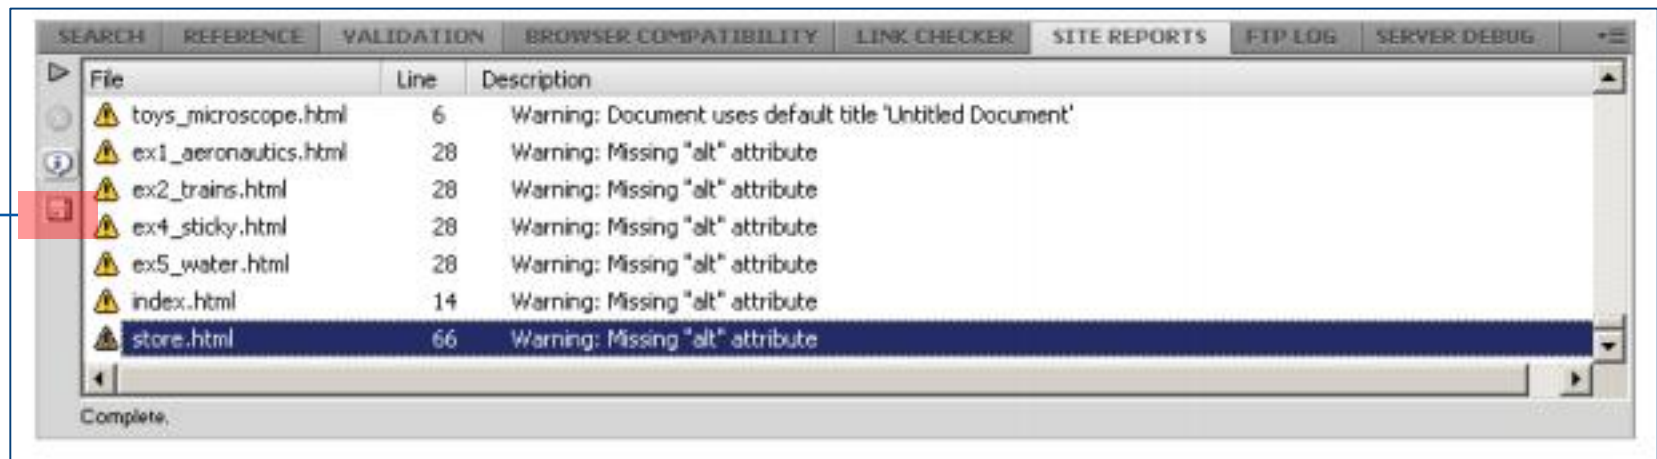 SEARCH REFERENCE VALIDATION BROWSER COMPATIBILITY LINK CHECKER SITE REPORTS FTP LOG SERVER DEBUG
File Line Description
toys_microscope.html 6 Warning: Document uses default title 'Untitled Document'
ex1_aeronautics.html 28 Warning: Missing "alt" attribute
ex2_trains.html 28 Warning: Missing "alt" attribute
ex4_sticky.html 28 Warning: Missing "alt" attribute
ex5_water.html 28 Warning: Missing "alt" attribute
index.html 14 Warning: Missing "alt" attribute
store.html 66 Warning: Missing "alt" attribute
Complete.